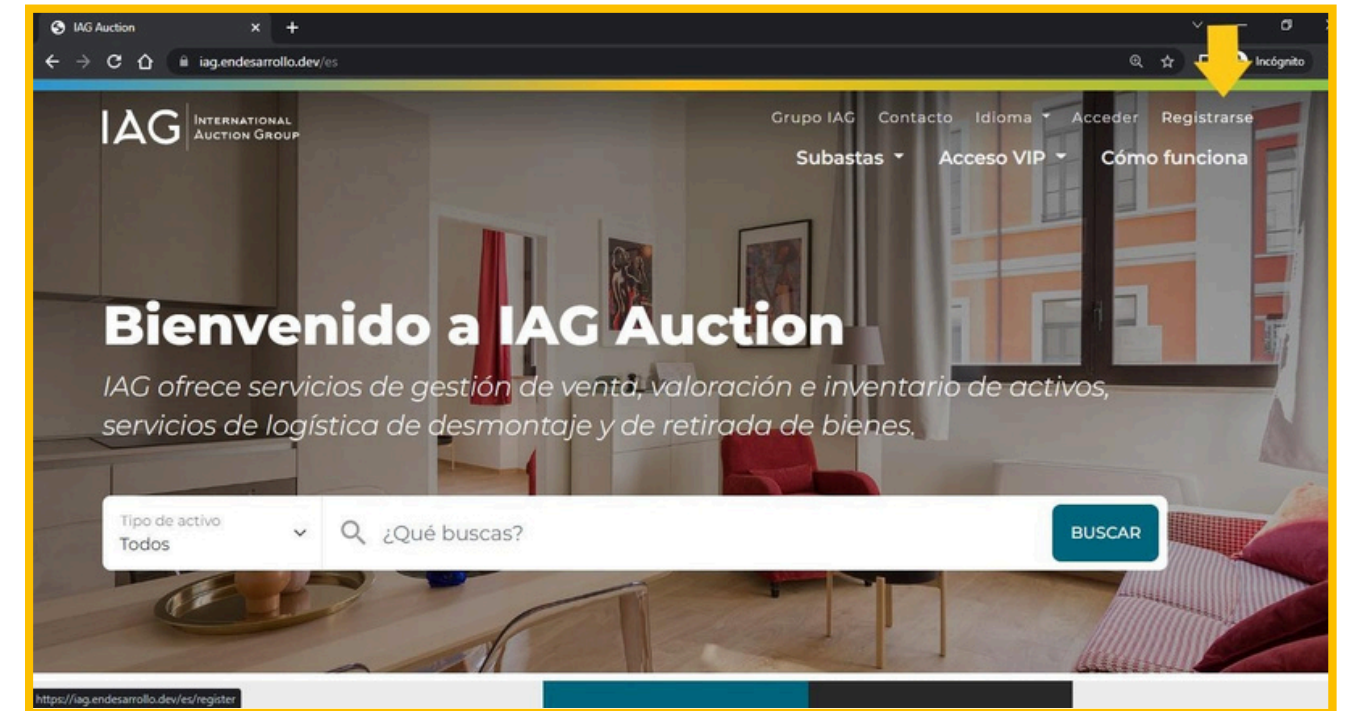 IAG Auction
iag.endesarrollo.dev/es
Incógnito
IAG INTERNATIONAL
AUCTION GROUP
Grupo IAG Contacto Idioma Acceder Registrarse
Subastas Acceso VIP Cómo funciona
Bienvenido a IAG Auction
IAG ofrece servicios de gestión de venta, valoración e inventario de activos,
servicios de logística de desmontaje y de retirada de bienes.
Tipo de activo
Todos
¿Qué buscas?
BUSCAR
https://iag.endesarrollo.dev/es/register